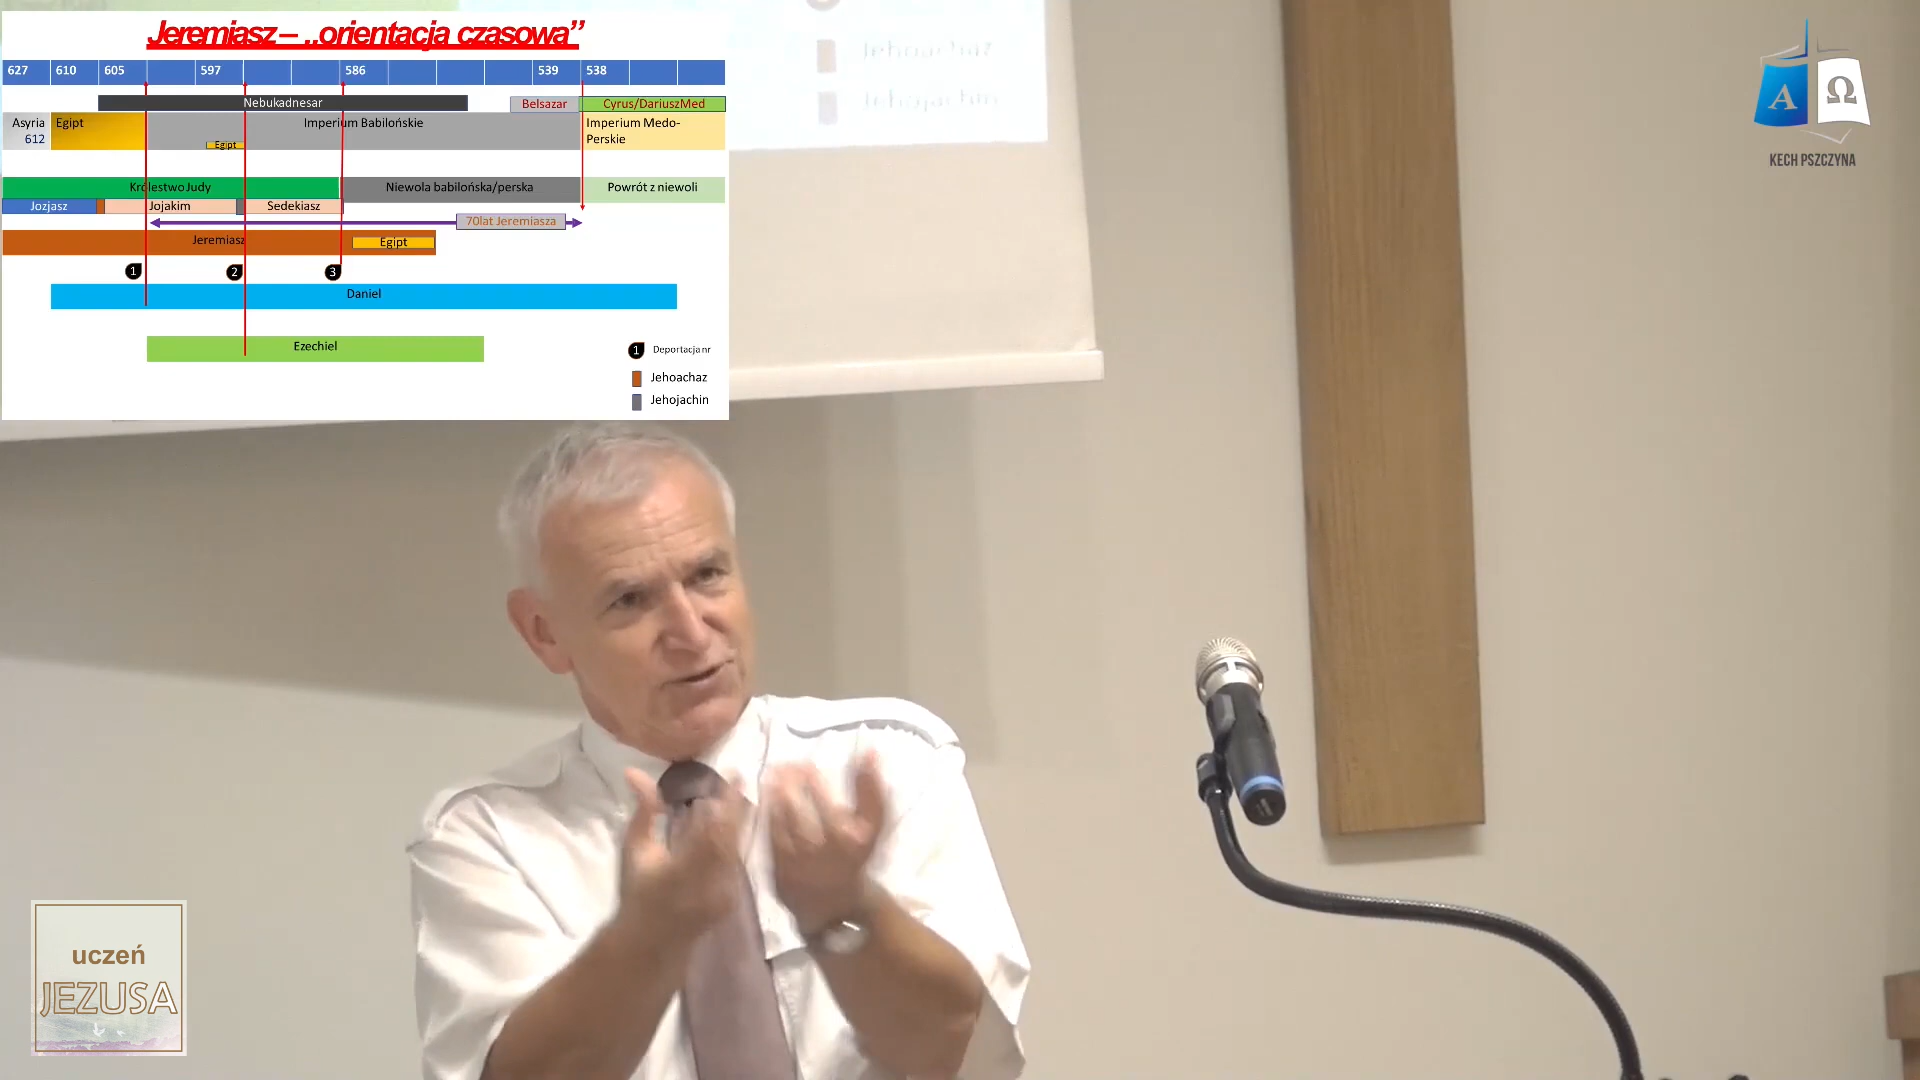 Jeremiasz – „orientacja czasowa”
627 610 605 597 586 539 538
Nebukadnesar Belsazar Cyrus/DariuszMed
Asyria Egipt Imperium Babilońskie Imperium Medo-
612 Egipt Perskie
Królestwo Judy Niewola babilońska/perska Powrót z niewoli
Jozjasz Jojakim Sedekiasz
70lat Jeremiasza
Jeremiasz Egipt
1 2 3
Daniel
Ezechiel
1 Deportacja nr
Jehoachaz
Jehojachin
Jehoachaz
Jehojachin
A Ω
KECH PSZCZYNA
uczeń
JEZUSA